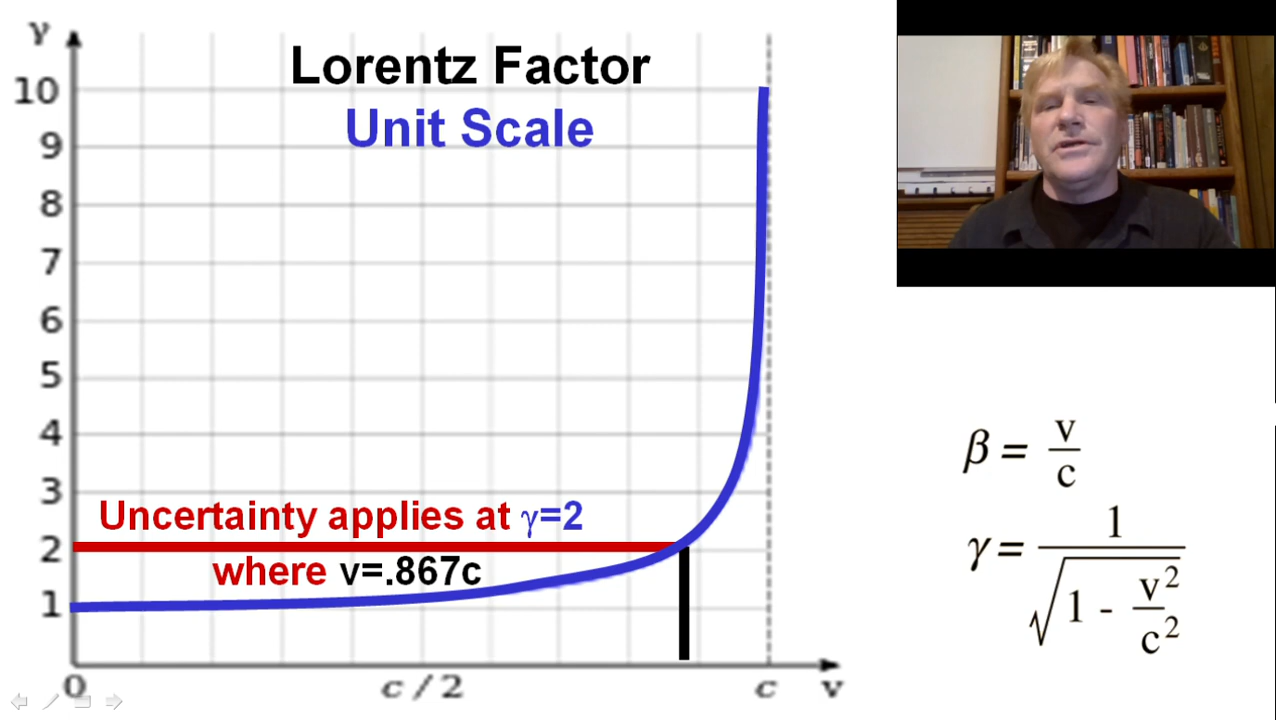 γ
Lorentz Factor
Unit Scale
10
9
8
7
6
5
4
3
Uncertainty applies at γ=2
2
where v=.867c
1
0
c / 2
c
v
β = v/c
γ = 1/√(1 - v²/c²)